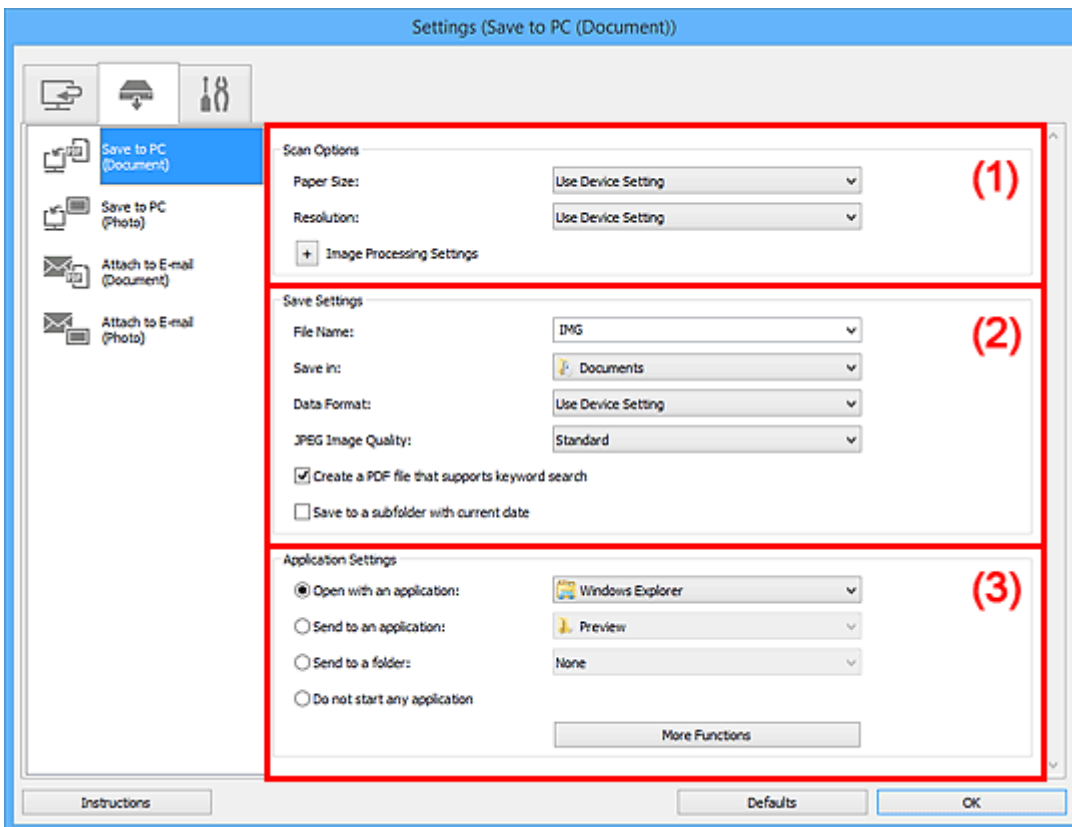 Settings (Save to PC (Document))
Save to PC
(Document)
Save to PC
(Photo)
Attach to E-mail
(Document)
Attach to E-mail
(Photo)
(1)
Scan Options
Paper Size: Use Device Setting
Resolution: Use Device Setting
+ Image Processing Settings
(2)
Save Settings
File Name: IMG
Save in: Documents
Data Format: Use Device Setting
JPEG Image Quality: Standard
Create a PDF file that supports keyword search
Save to a subfolder with current date
(3)
Application Settings
Open with an application: Windows Explorer
Send to an application: Preview
Send to a folder: None
Do not start any application
More Functions
Instructions Defaults OK